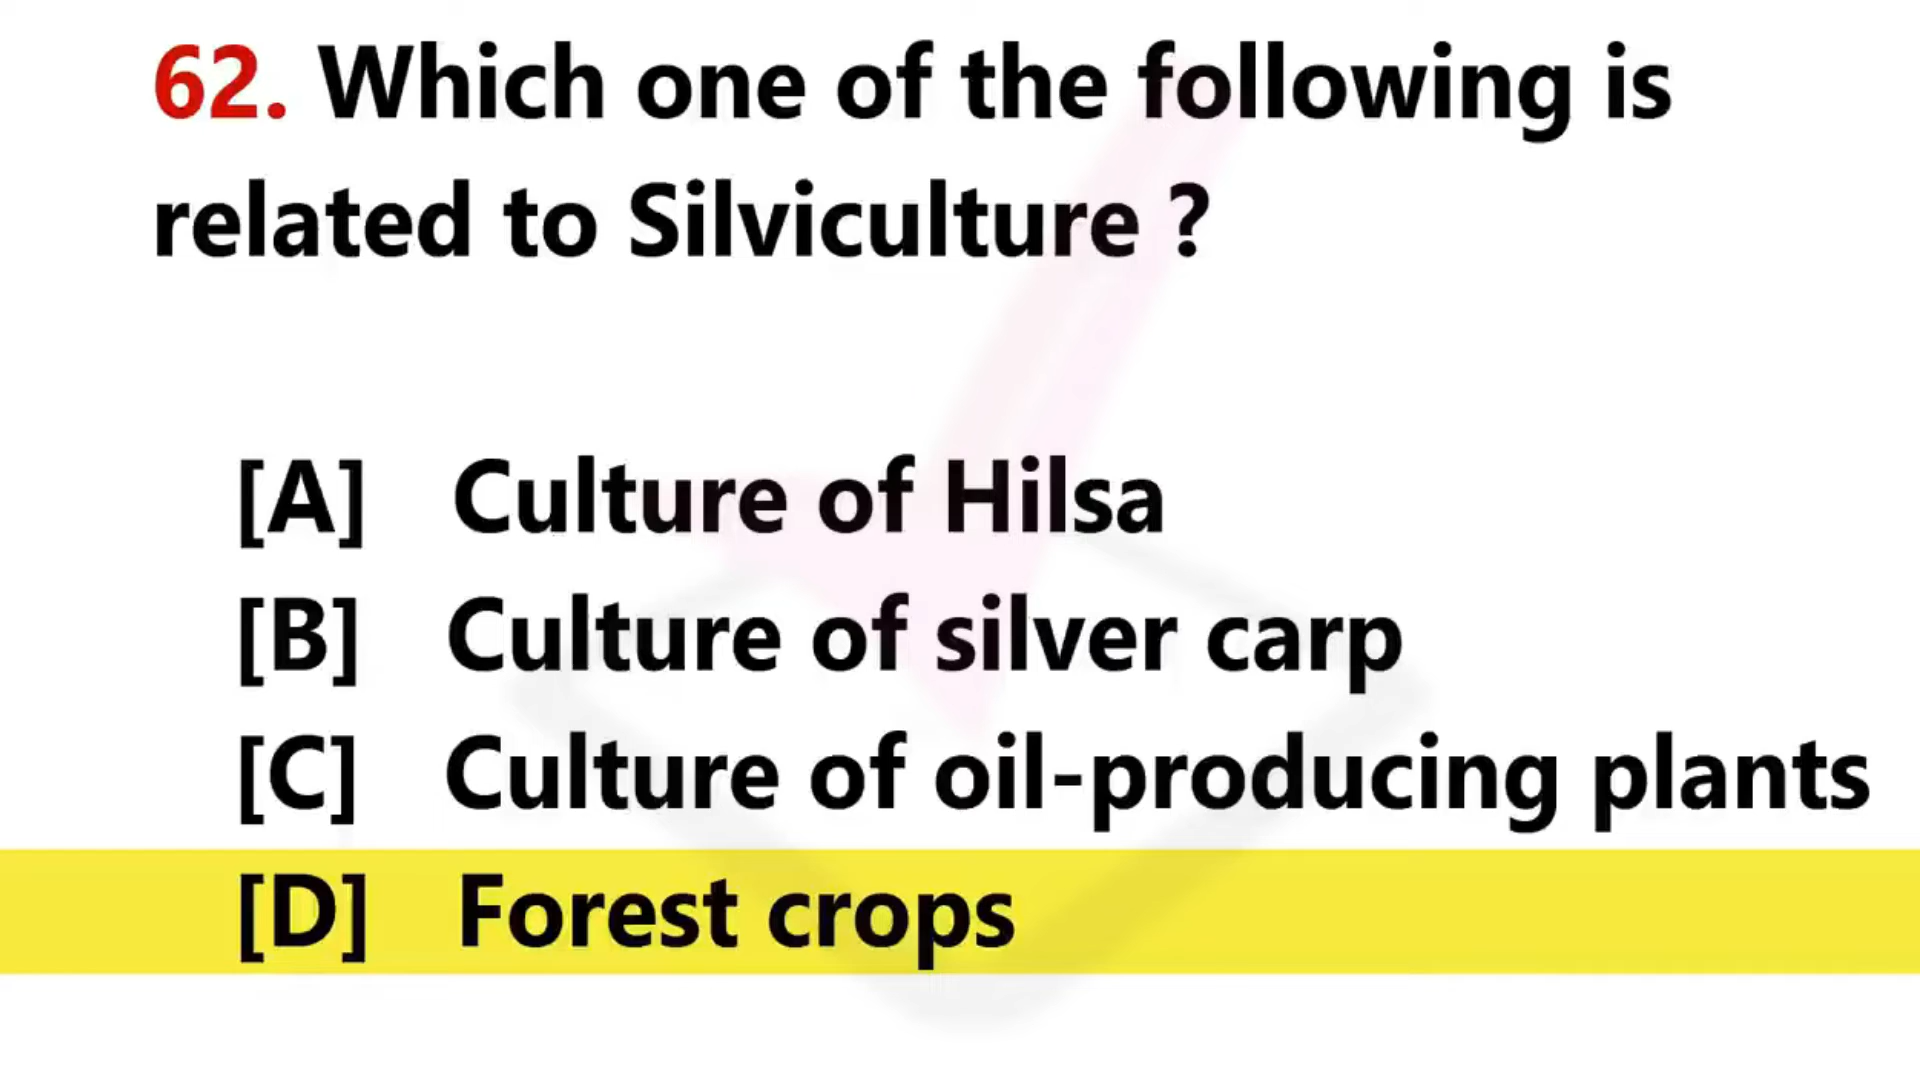 62. Which one of the following is
related to Silviculture ?
[A] Culture of Hilsa
[B] Culture of silver carp
[C] Culture of oil-producing plants
[D] Forest crops